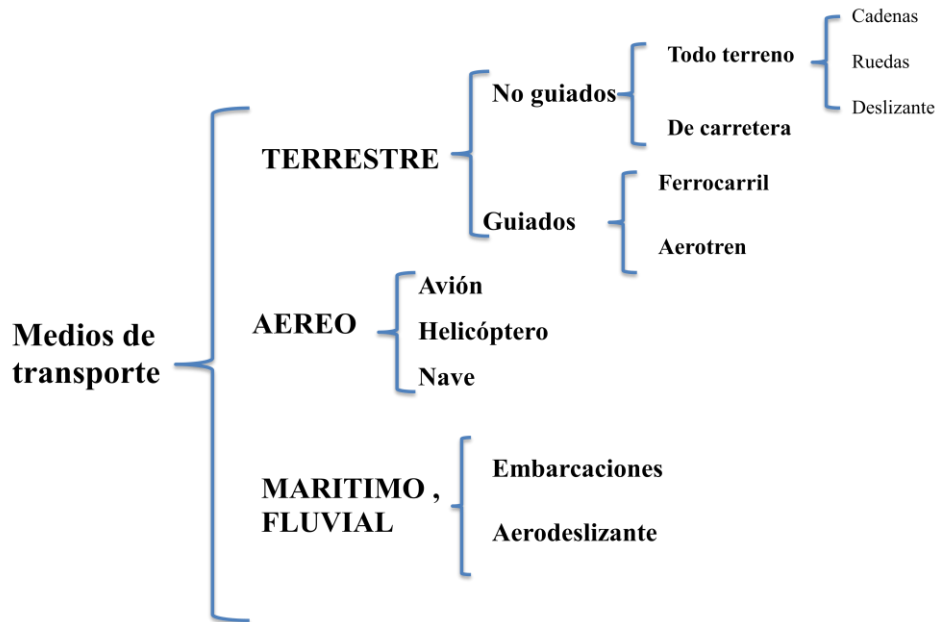 Medios de
transporte
TERRESTRE
No guiados
Todo terreno
Cadenas
Ruedas
Deslizante
De carretera
Guiados
Ferrocarril
Aerotren
AEREO
Avión
Helicóptero
Nave
MARITIMO ,
FLUVIAL
Embarcaciones
Aerodeslizante